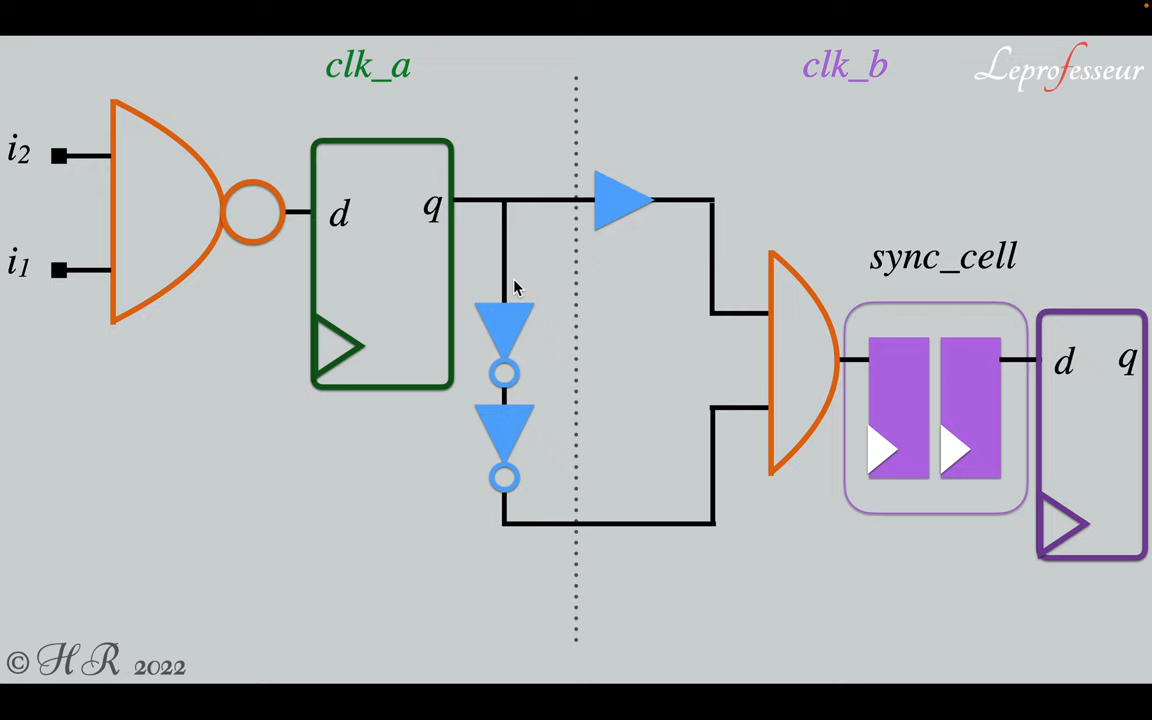 clk_a
clk_b
Leprofesseur
i2
d
q
sync_cell
i1
d
q
© HR 2022